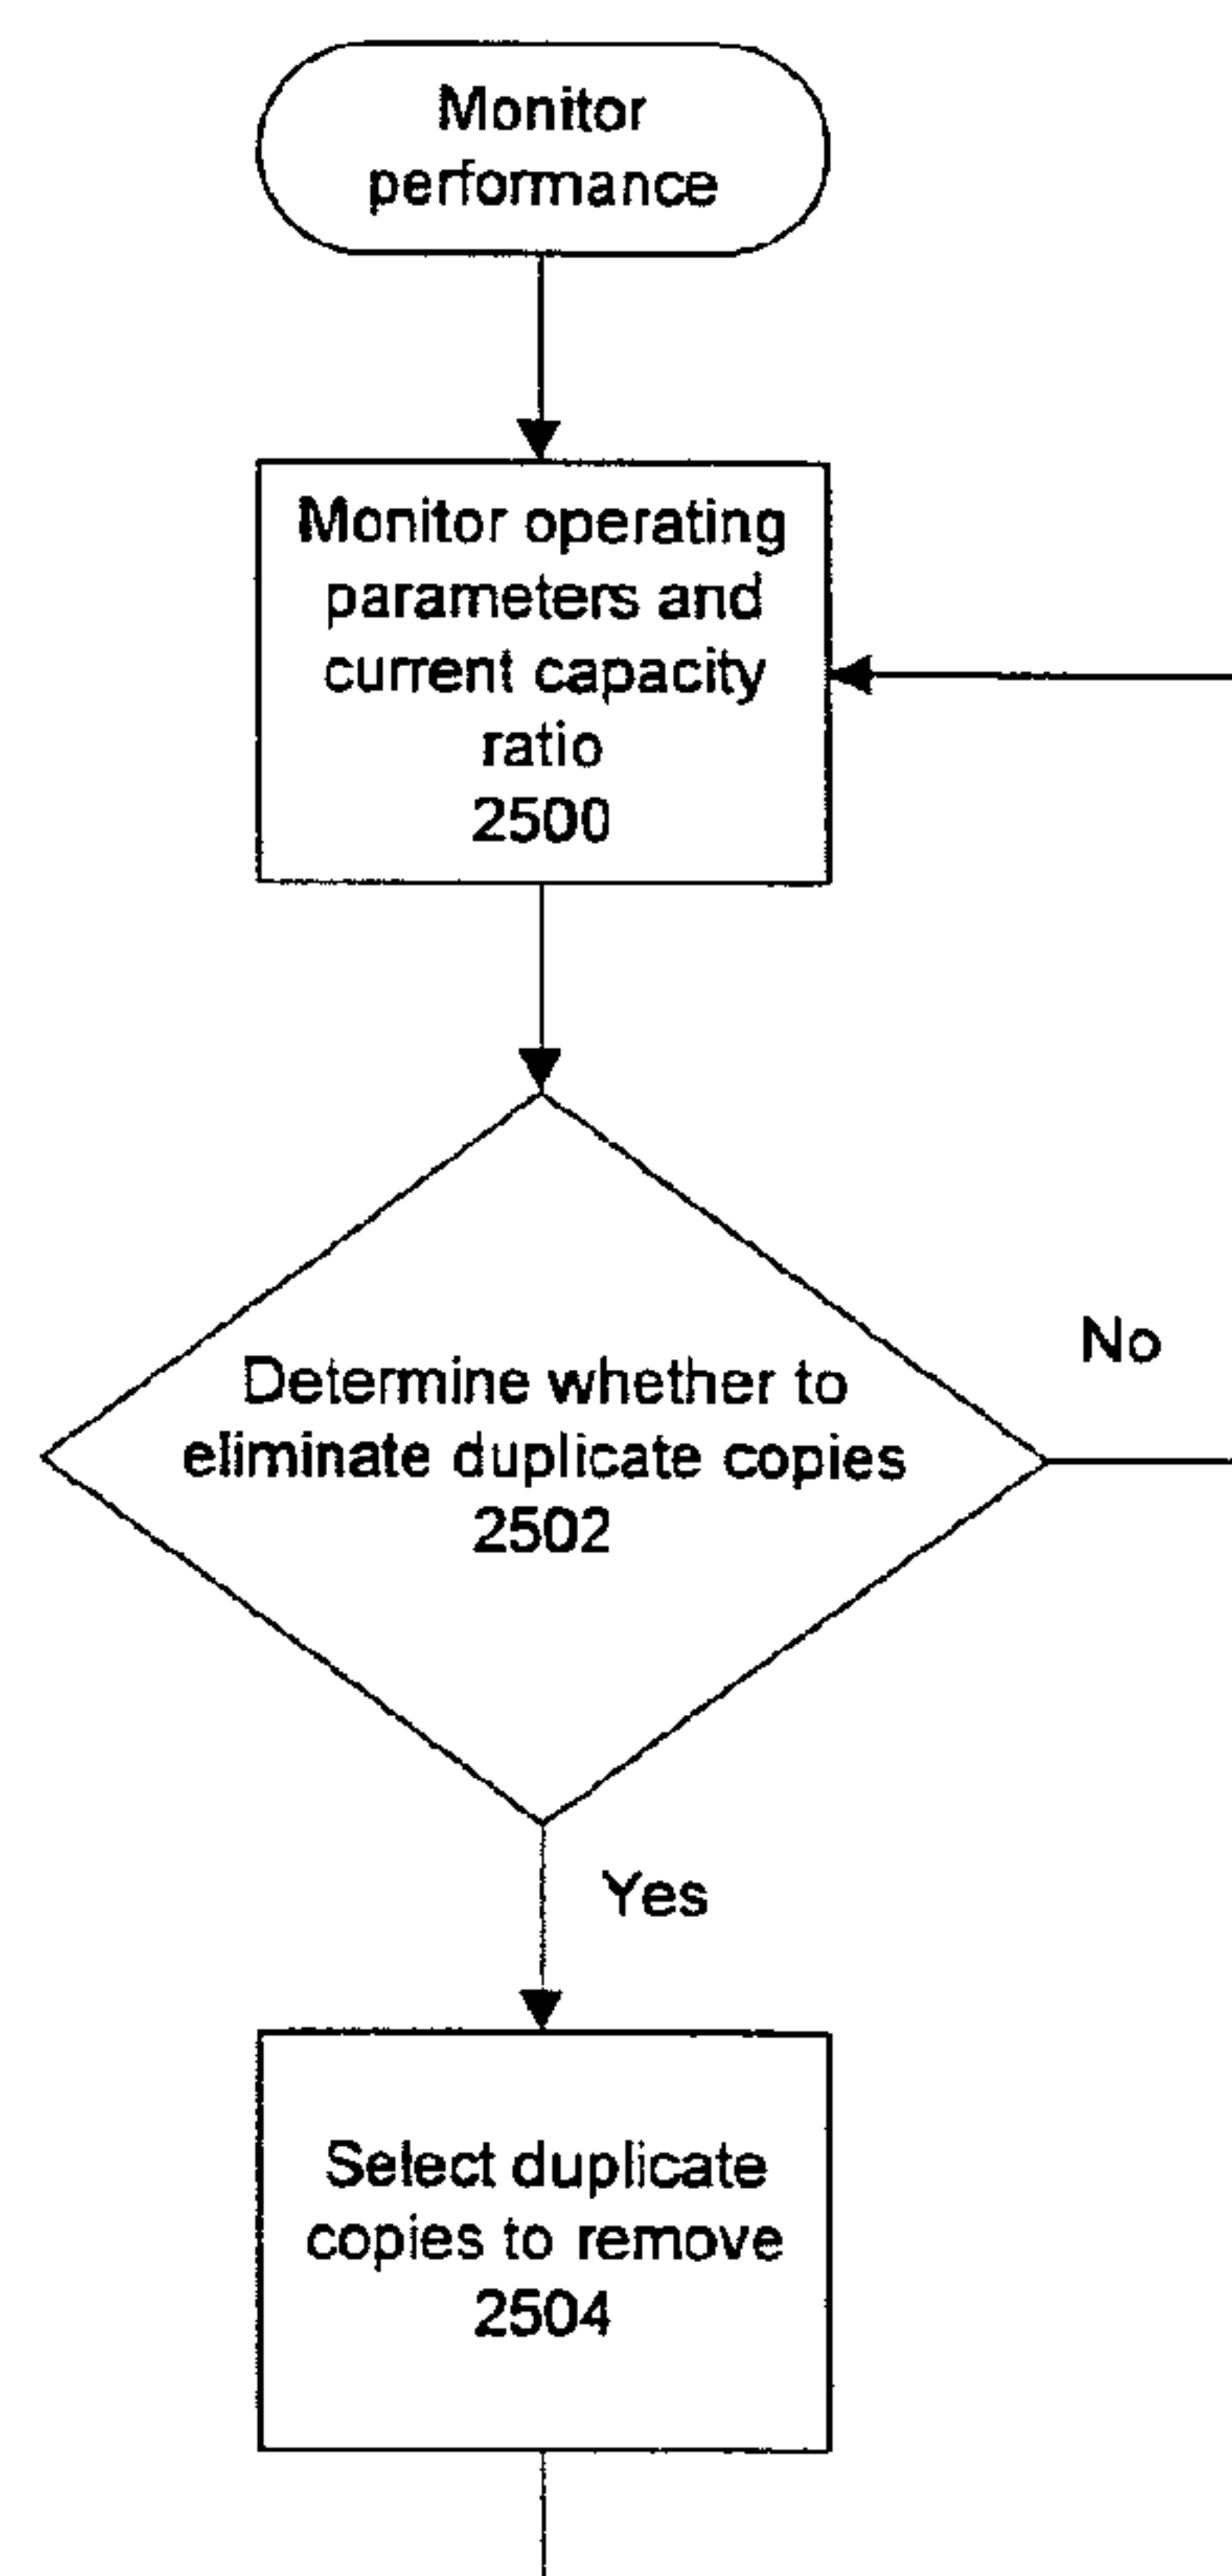 Monitor
performance
Monitor operating
parameters and
current capacity
ratio
2500
Determine whether to
eliminate duplicate copies
2502
No
Yes
Select duplicate
copies to remove
2504